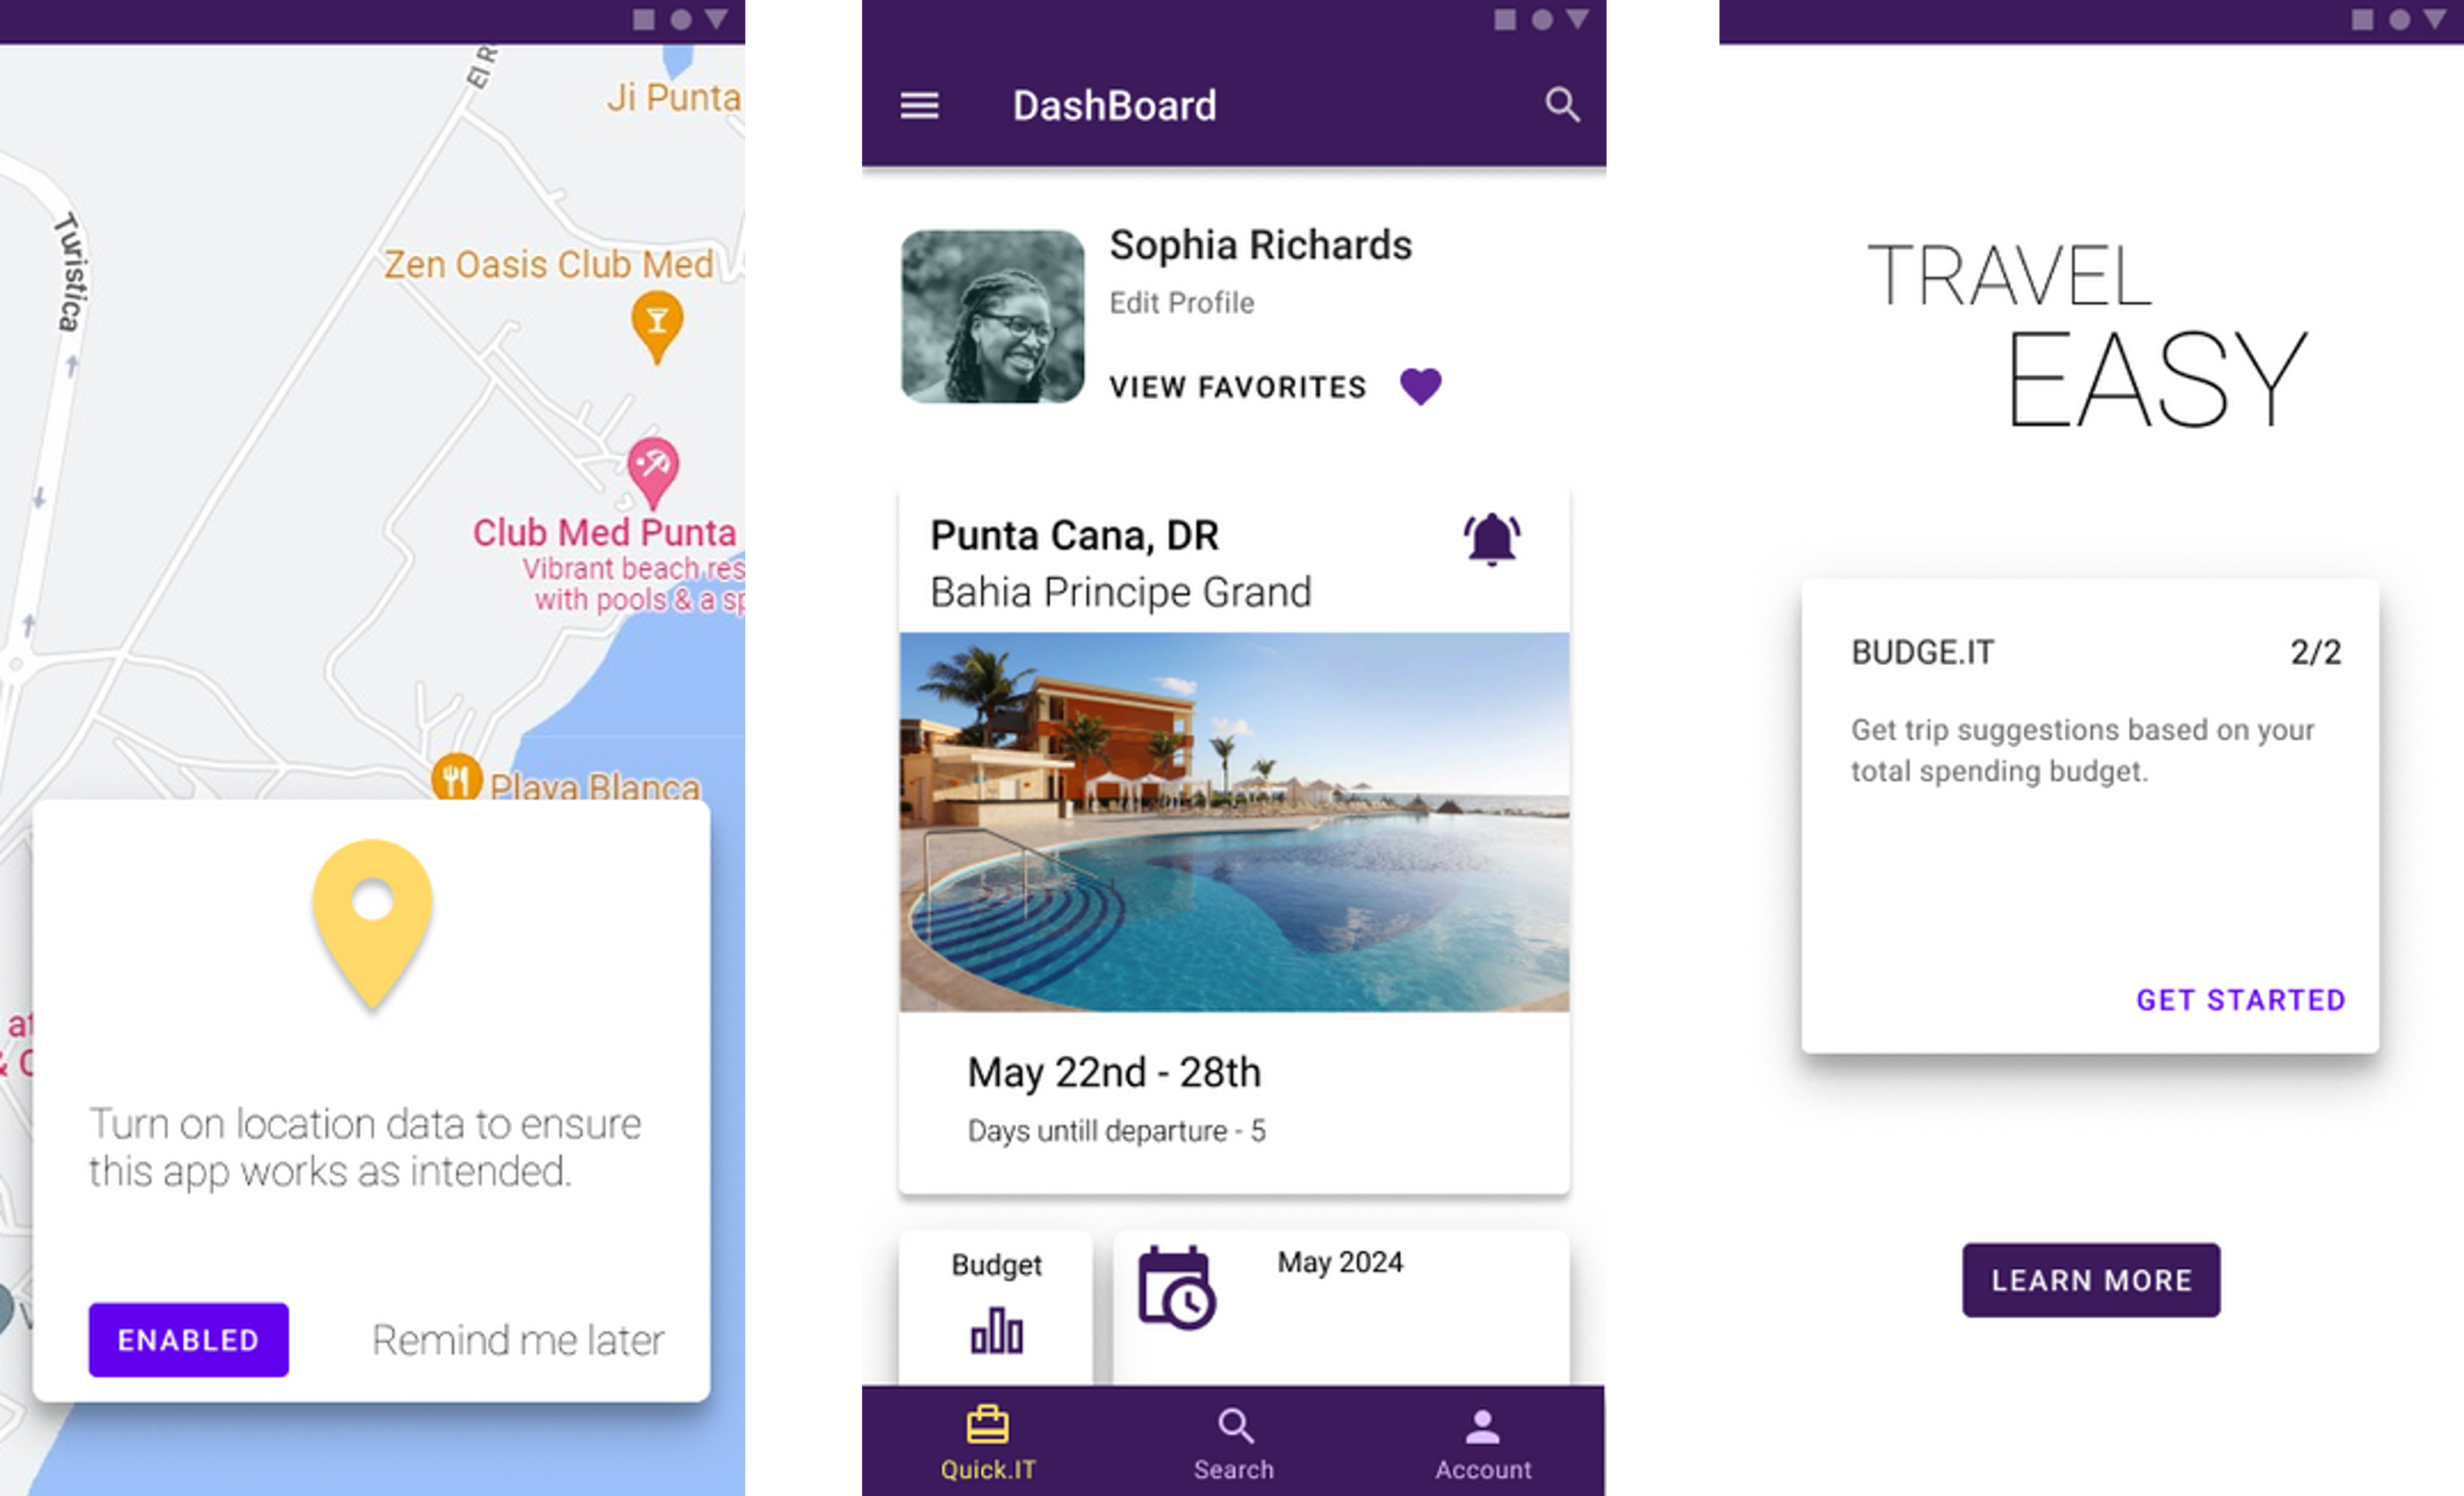 El R
Ji Punta
Turistica
Zen Oasis Club Med
Club Med Punta
Vibrant beach res
with pools & a sp
Playa Blanca
at
& C
Turn on location data to ensure
this app works as intended.
ENABLED
Remind me later
DashBoard
Sophia Richards
Edit Profile
VIEW FAVORITES
Punta Cana, DR
Bahia Principe Grand
May 22nd - 28th
Days untill departure - 5
Budget
May 2024
Quick.IT
Search
Account
TRAVEL
EASY
BUDGE.IT
2/2
Get trip suggestions based on your
total spending budget.
GET STARTED
LEARN MORE